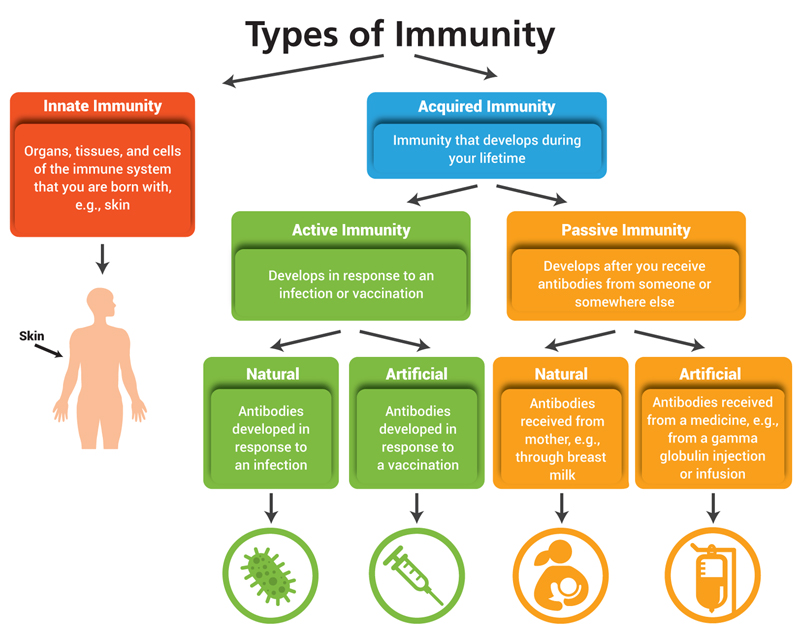 Types of Immunity
Innate Immunity
Organs, tissues, and cells
of the immune system
that you are born with,
e.g., skin
Skin
Acquired Immunity
Immunity that develops during
your lifetime
Active Immunity
Develops in response to an
infection or vaccination
Passive Immunity
Develops after you receive
antibodies from someone or
somewhere else
Natural
Antibodies
developed in
response to
an infection
Artificial
Antibodies
developed in
response to
a vaccination
Natural
Antibodies
received from
mother, e.g.,
through breast
milk
Artificial
Antibodies received
from a medicine, e.g.,
from a gamma
globulin injection
or infusion